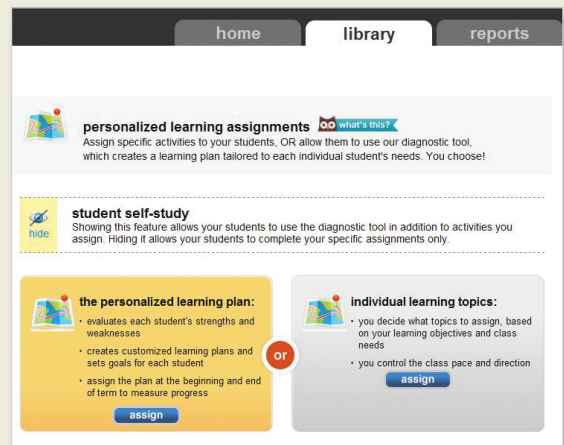 home library reports
personalized learning assignments what's this?
Assign specific activities to your students, OR allow them to use our diagnostic tool,
which creates a learning plan tailored to each individual student's needs. You choose!
student self-study
hide
Showing this feature allows your students to use the diagnostic tool in addition to activities you
assign. Hiding it allows your students to complete your specific assignments only.
the personalized learning plan:
• evaluates each student's strengths and
weaknesses
• creates customized learning plans and
sets goals for each student
• assign the plan at the beginning and end
of term to measure progress
assign
or
individual learning topics:
• you decide what topics to assign, based
on your learning objectives and class
needs
• you control the class pace and direction
assign